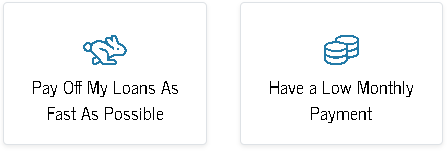 Pay Off My Loans As
Fast As Possible
Have a Low Monthly
Payment